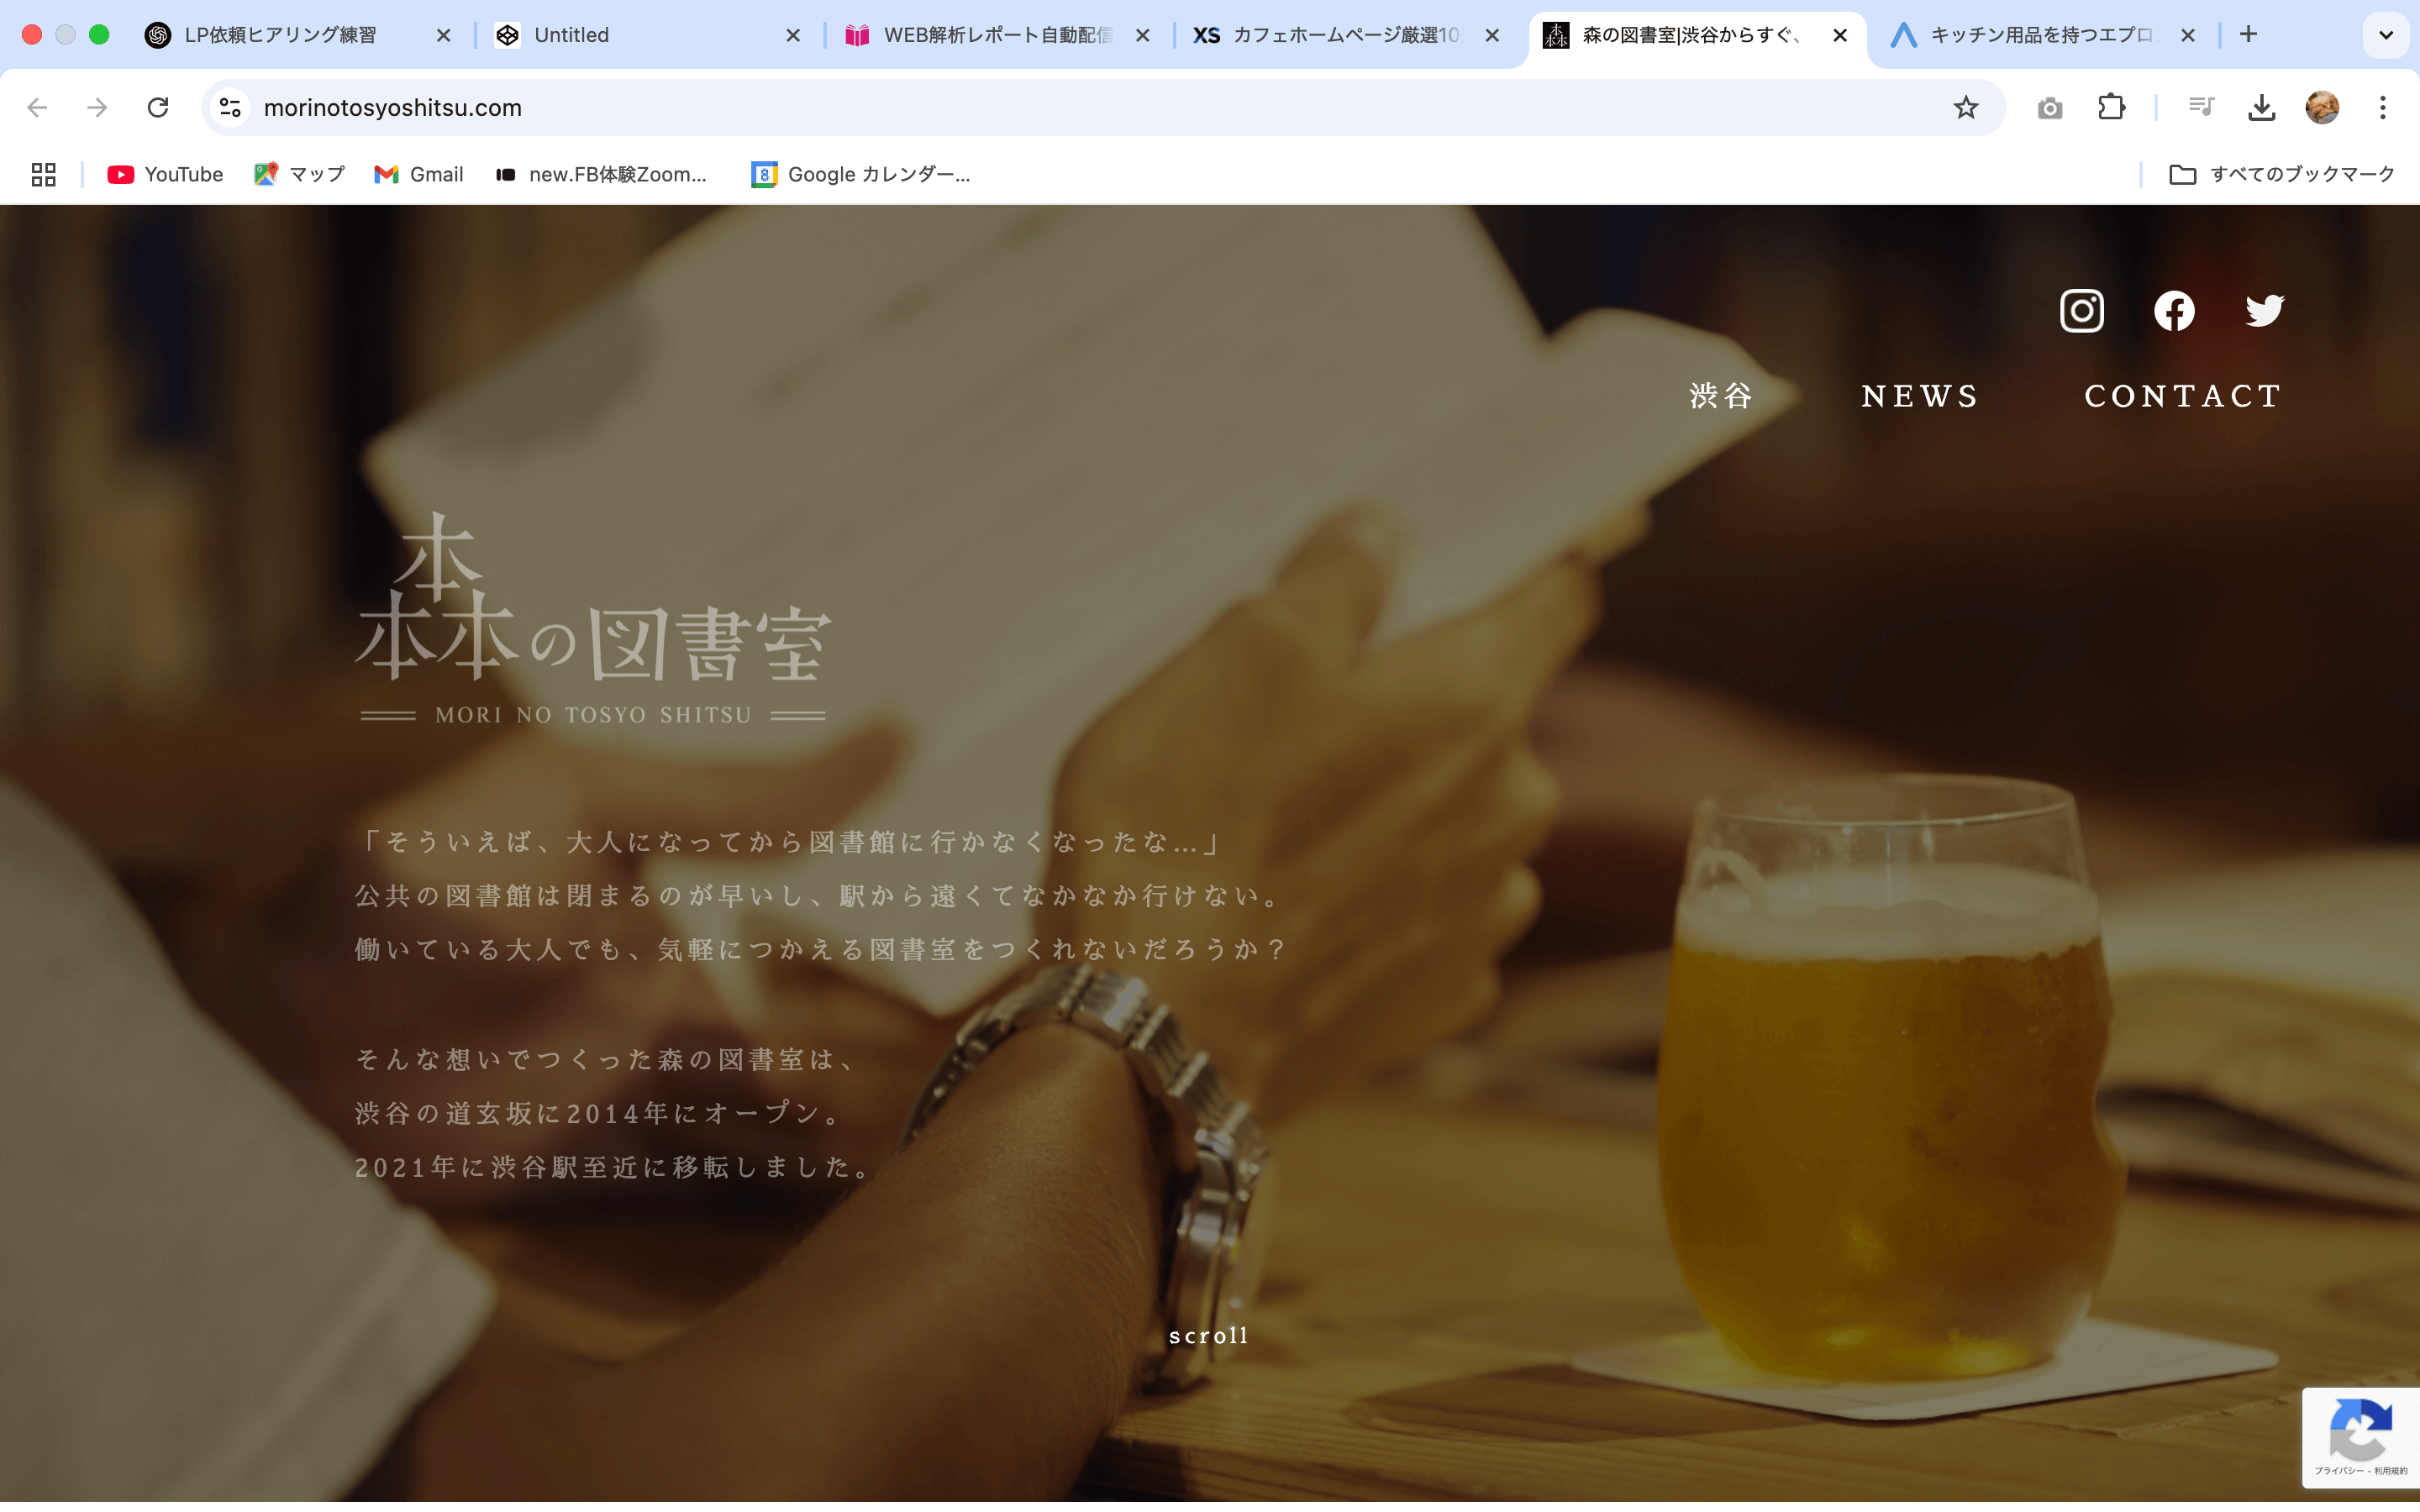 LP依頼ヒアリング練習
Untitled
WEB解析レポート自動配信
カフェホームページ厳選10
森の図書室|渋谷からすぐ、
キッチン用品を持つエプロ
morinotosyoshitsu.com
YouTube
マップ
Gmail
new.FB体験Zoom...
Google カレンダー...
すべてのブックマーク
渋谷
NEWS
CONTACT
森の図書室
MORI NO TOSYO SHITSU
「そういえば、大人になってから図書館に行かなくなったな…」
公共の図書館は閉まるのが早いし、駅から遠くてなかなか行けない。
働いている大人でも、気軽につかえる図書室をつくれないだろうか？
そんな想いでつくった森の図書室は、
渋谷の道玄坂に2014年にオープン。
2021年に渋谷駅至近に移転しました。
scroll
プライバシー - 利用規約